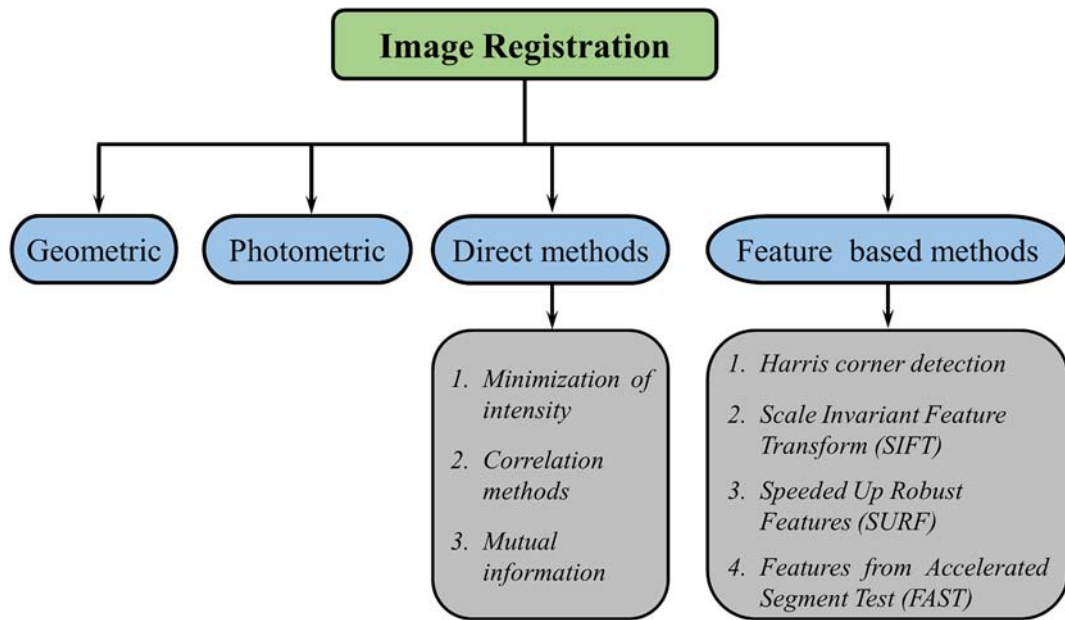 Image Registration
Geometric
Photometric
Direct methods
Feature based methods
1. Minimization of
intensity
2. Correlation
methods
3. Mutual
information
1. Harris corner detection
2. Scale Invariant Feature
Transform (SIFT)
3. Speeded Up Robust
Features (SURF)
4. Features from Accelerated
Segment Test (FAST)